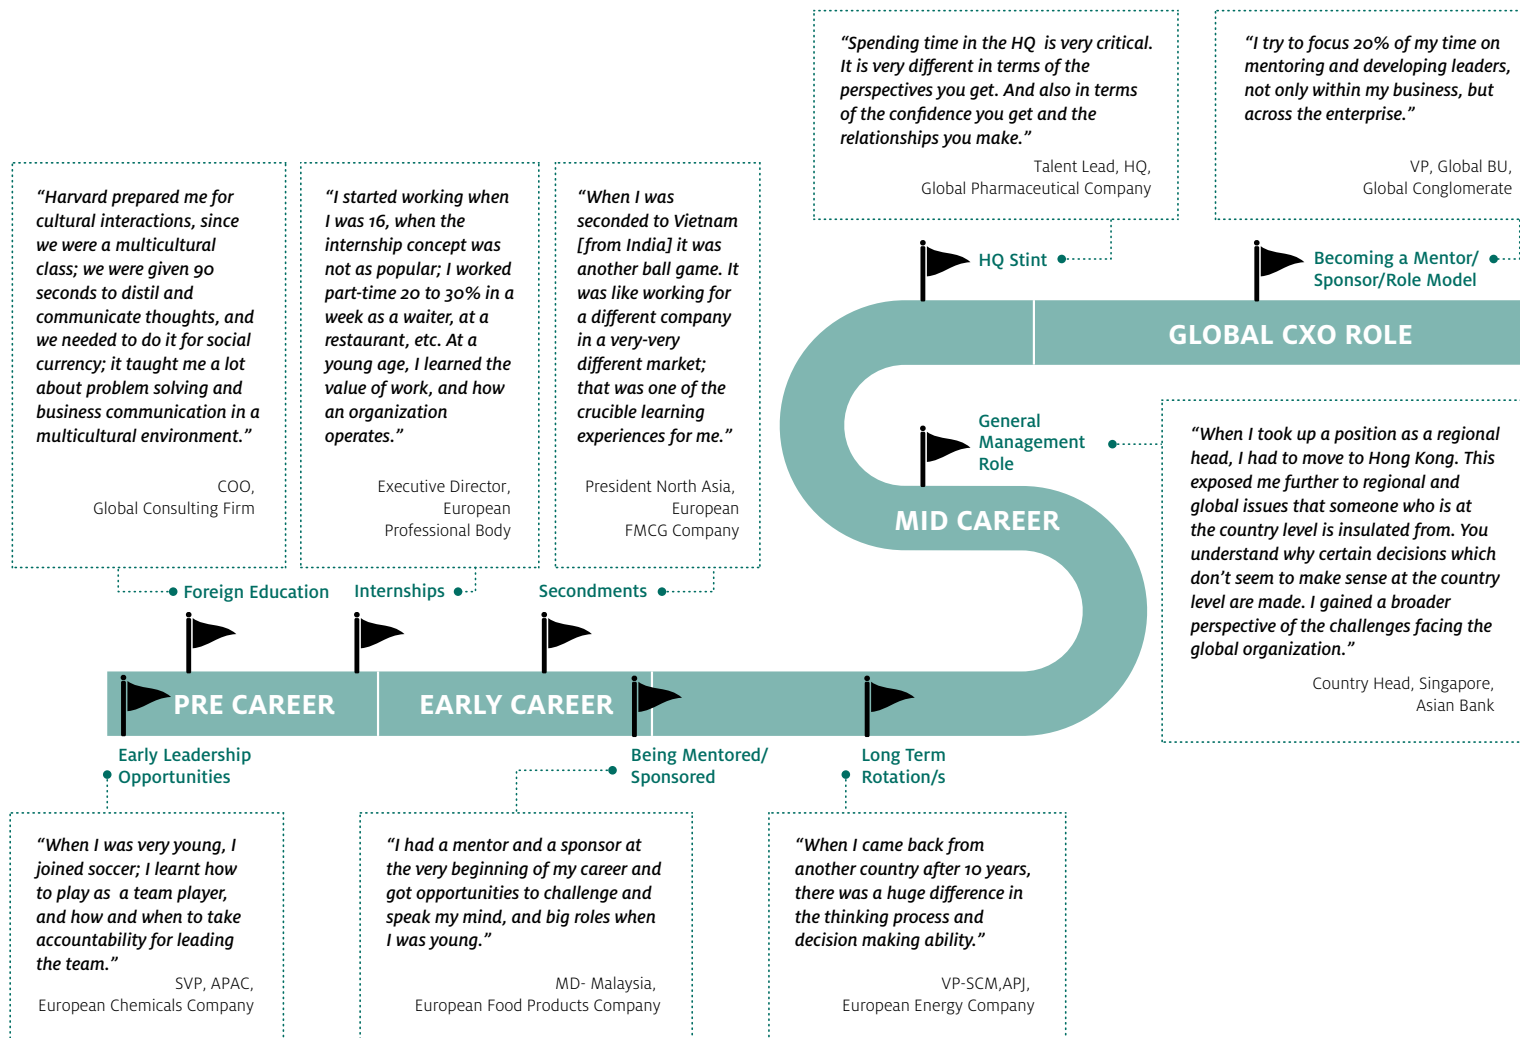 “Spending time in the HQ  is very critical.
It is very different in terms of the
perspectives you get. And also in terms
of the confidence you get and the
relationships you make.”
Talent Lead, HQ,
Global Pharmaceutical Company
“I try to focus 20% of my time on
mentoring and developing leaders,
not only within my business, but
across the enterprise.”
VP, Global BU,
Global Conglomerate
“Harvard prepared me for
cultural interactions, since
we were a multicultural
class; we were given 90
seconds to distil and
communicate thoughts, and
we needed to do it for social
currency; it taught me a lot
about problem solving and
business communication in a
multicultural environment.”
COO,
Global Consulting Firm
“I started working when
I was 16, when the
internship concept was
not as popular; I worked
part-time 20 to 30% in a
week as a waiter, at a
restaurant, etc. At a
young age, I learned the
value of work, and how
an organization
operates.”
Executive Director,
European
Professional Body
“When I was
seconded to Vietnam
[from India] it was
another ball game. It
was like working for
a different company
in a very-very
different market;
that was one of the
crucible learning
experiences for me.”
President North Asia,
European
FMCG Company
HQ Stint
Becoming a Mentor/
Sponsor/Role Model
GLOBAL CXO ROLE
General
Management
Role
MID CAREER
“When I took up a position as a regional
head, I had to move to Hong Kong. This
exposed me further to regional and
global issues that someone who is at
the country level is insulated from. You
understand why certain decisions which
don’t seem to make sense at the country
level are made. I gained a broader
perspective of the challenges facing the
global organization.”
Country Head, Singapore,
Asian Bank
Foreign Education
Internships
Secondments
PRE CAREER
EARLY CAREER
Early Leadership
Opportunities
Being Mentored/
Sponsored
Long Term
Rotation/s
“When I was very young, I
joined soccer; I learnt how
to play as  a team player,
and how and when to take
accountability for leading
the team.”
SVP, APAC,
European Chemicals Company
“I had a mentor and a sponsor at
the very beginning of my career and
got opportunities to challenge and
speak my mind, and big roles when
I was young.”
MD- Malaysia,
European Food Products Company
“When I came back from
another country after 10 years,
there was a huge difference in
the thinking process and
decision making ability.”
VP-SCM,APJ,
European Energy Company